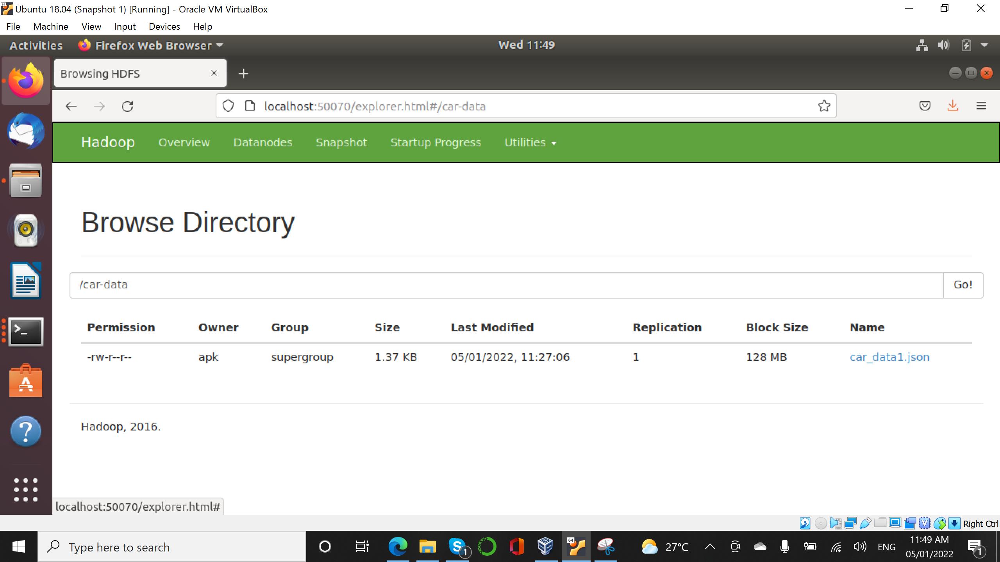 Ubuntu 18.04 (Snapshot 1) [Running] - Oracle VM VirtualBox
File Machine View Input Devices Help
Activities Firefox Web Browser Wed 11:49
Browsing HDFS
localhost:50070/explorer.html#/car-data
Hadoop Overview Datanodes Snapshot Startup Progress Utilities
Browse Directory
/car-data Go!
Permission Owner Group Size Last Modified Replication Block Size Name
-rw-r--r-- apk supergroup 1.37 KB 05/01/2022, 11:27:06 1 128 MB car_data1.json
Hadoop, 2016.
localhost:50070/explorer.html#
Right Ctrl
Type here to search 1 64 27°C ENG 11:49 AM
05/01/2022 1